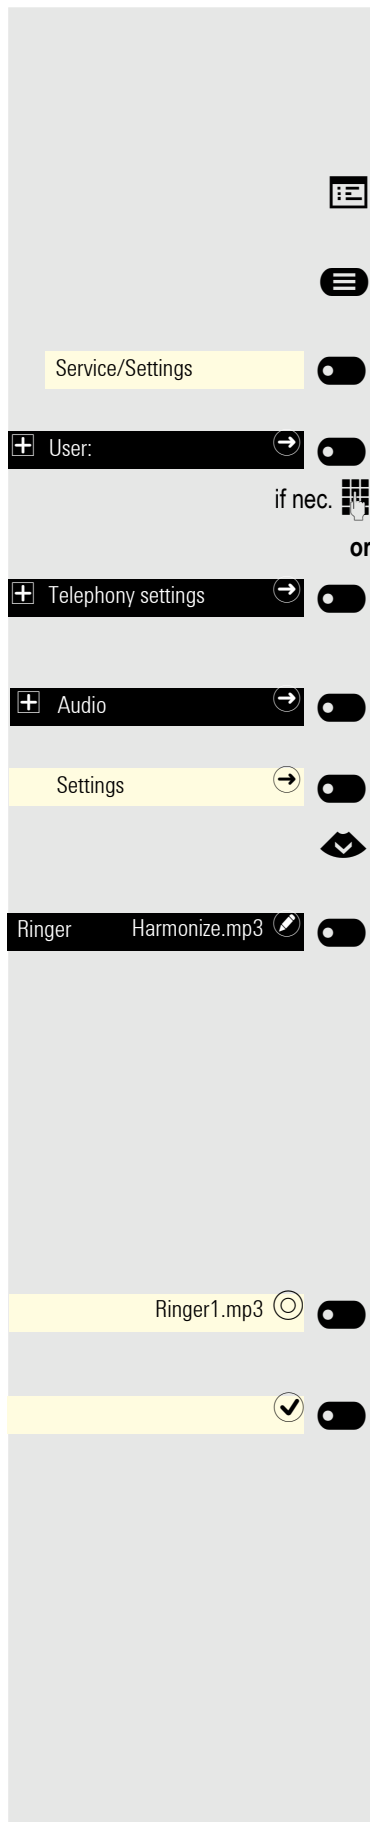 Service/Settings
User:
if nec.
or
Telephony settings
Audio
Settings
Ringer Harmonize.mp3
Ringer1.mp3